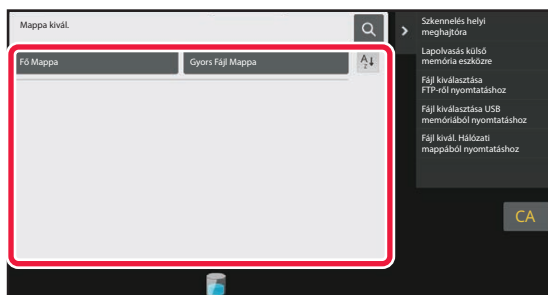 Mappa kivál.
Fő Mappa
Gyors Fájl Mappa
A
Z
Szkennelés helyi
meghajtóra
Lapolvasás külső
memória eszközre
Fájl kiválasztása
FTP-ről nyomtatáshoz
Fájl kiválasztása USB
memóriából nyomtatáshoz
Fájl kivál. Hálózati
mappából nyomtatáshoz
CA